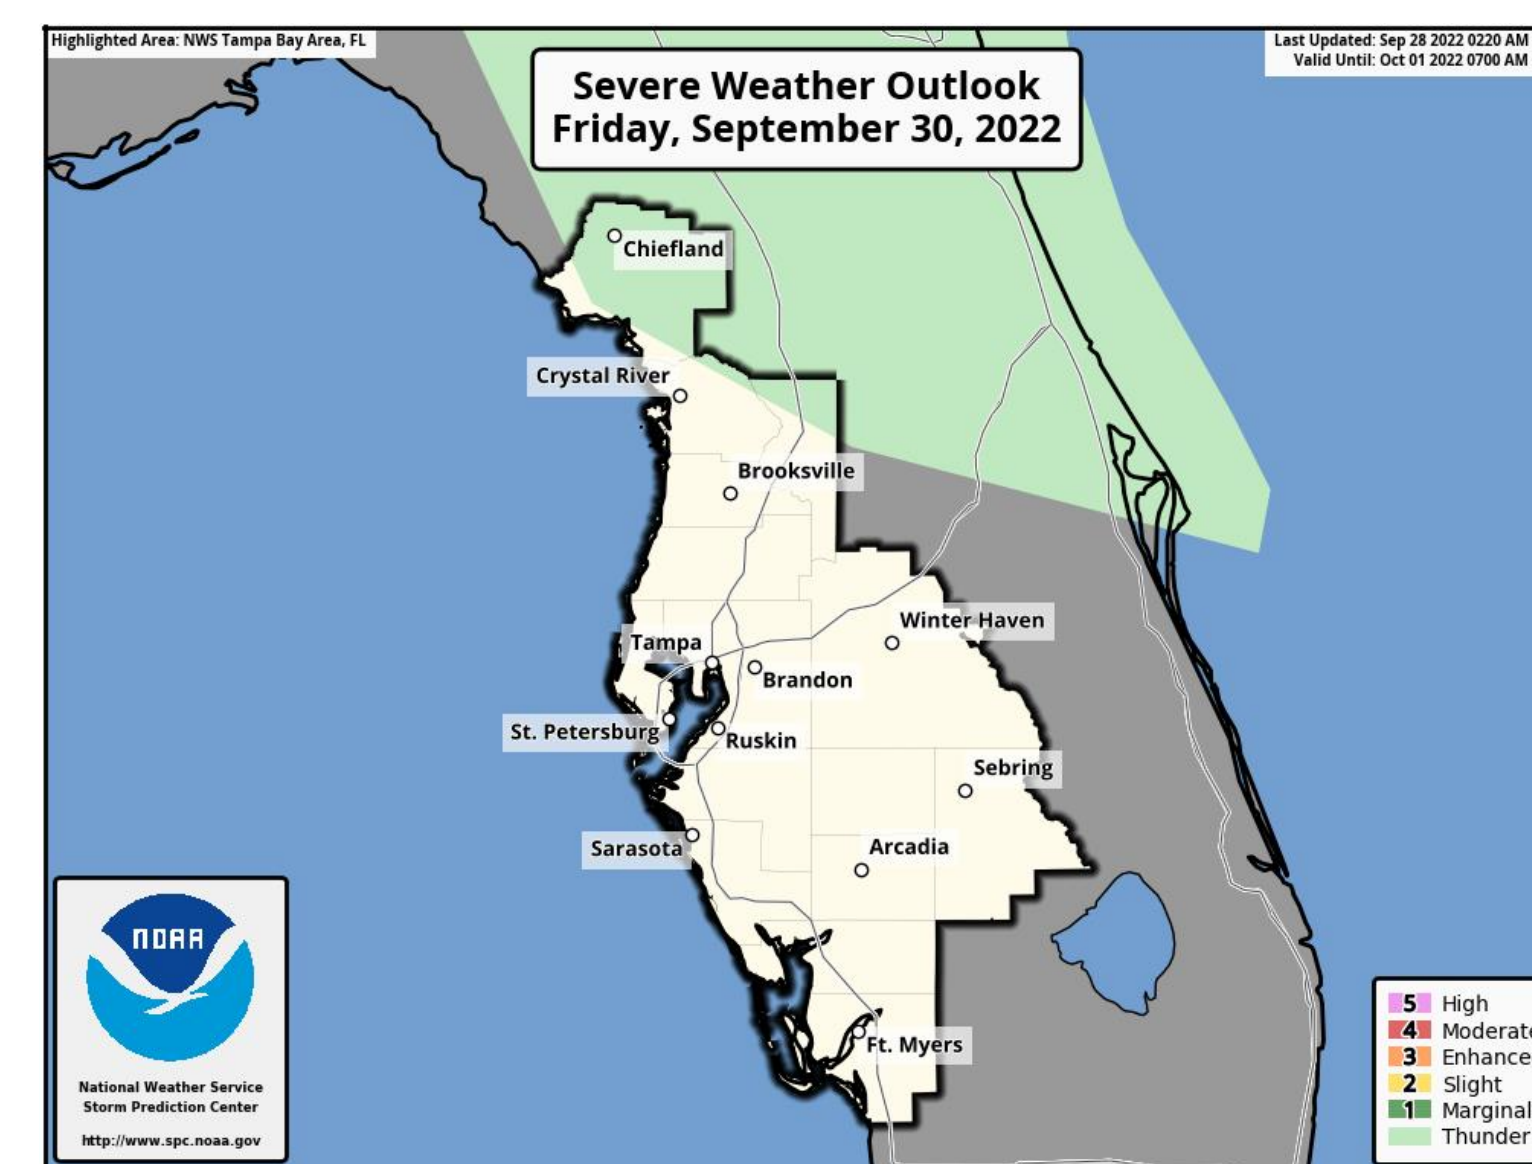 Highlighted Area: NWS Tampa Bay Area, FL
Last Updated: Sep 28 2022 0220 AM
Valid Until: Oct 01 2022 0700 AM
Severe Weather Outlook
Friday, September 30, 2022
Chiefland
Crystal River
Brooksville
Winter Haven
Tampa
Brandon
St. Petersburg
Ruskin
Sebring
Sarasota
Arcadia
Ft. Myers
NOAA
National Weather Service
Storm Prediction Center
http://www.spc.noaa.gov
5 High
4 Moderate
3 Enhance
2 Slight
1 Marginal
Thunder